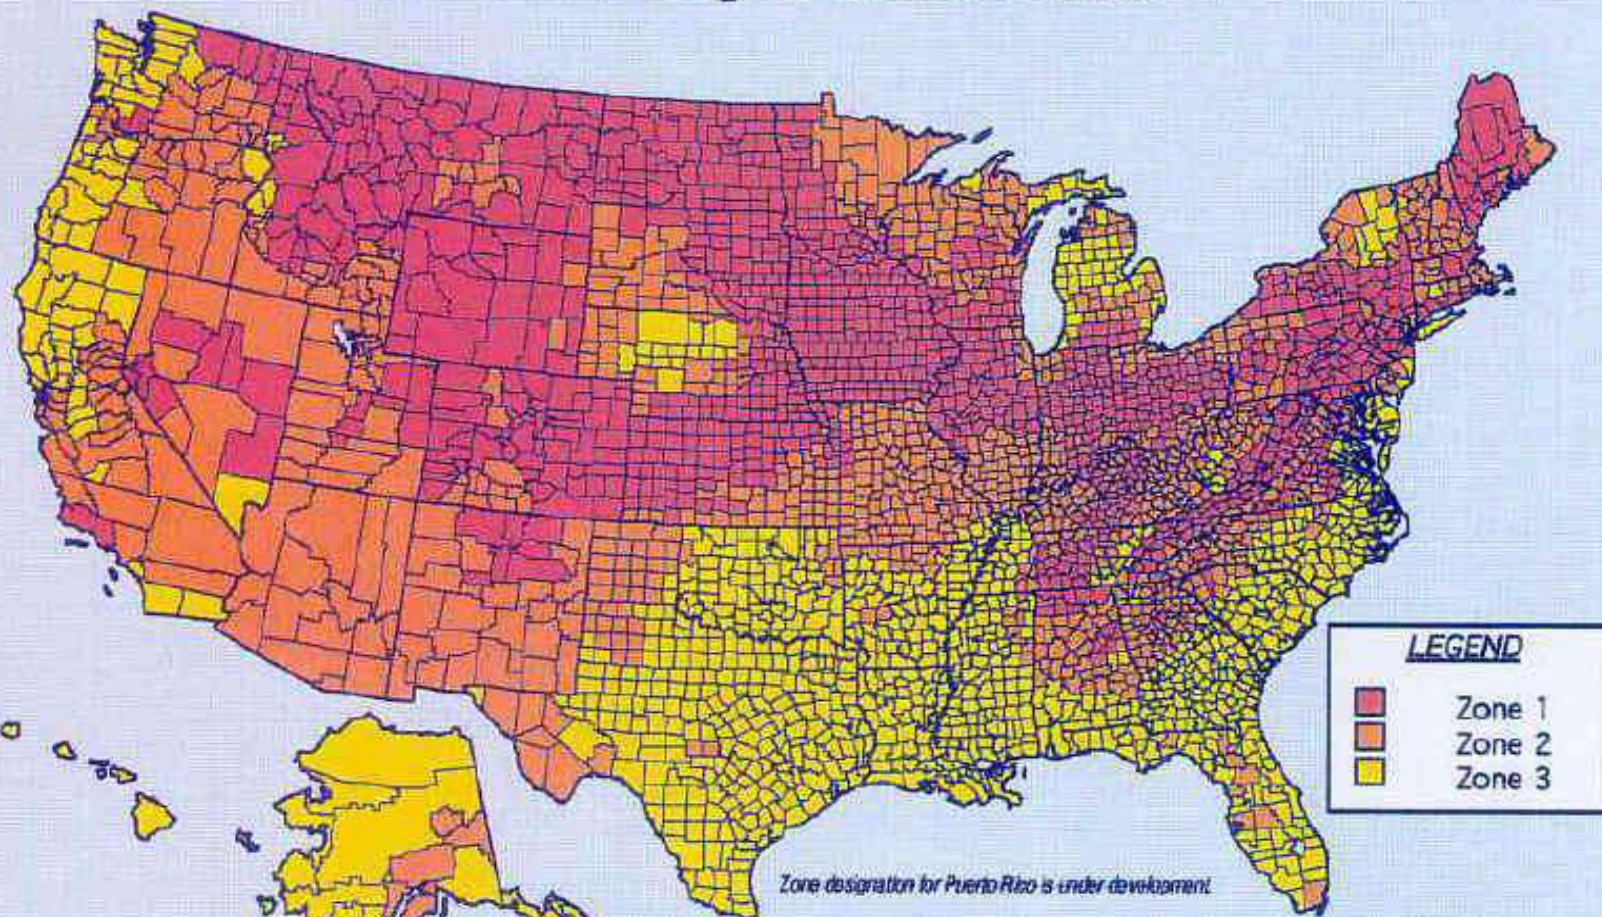 LEGEND
Zone 1
Zone 2
Zone 3
Zone designation for Puerto Rico is under development.